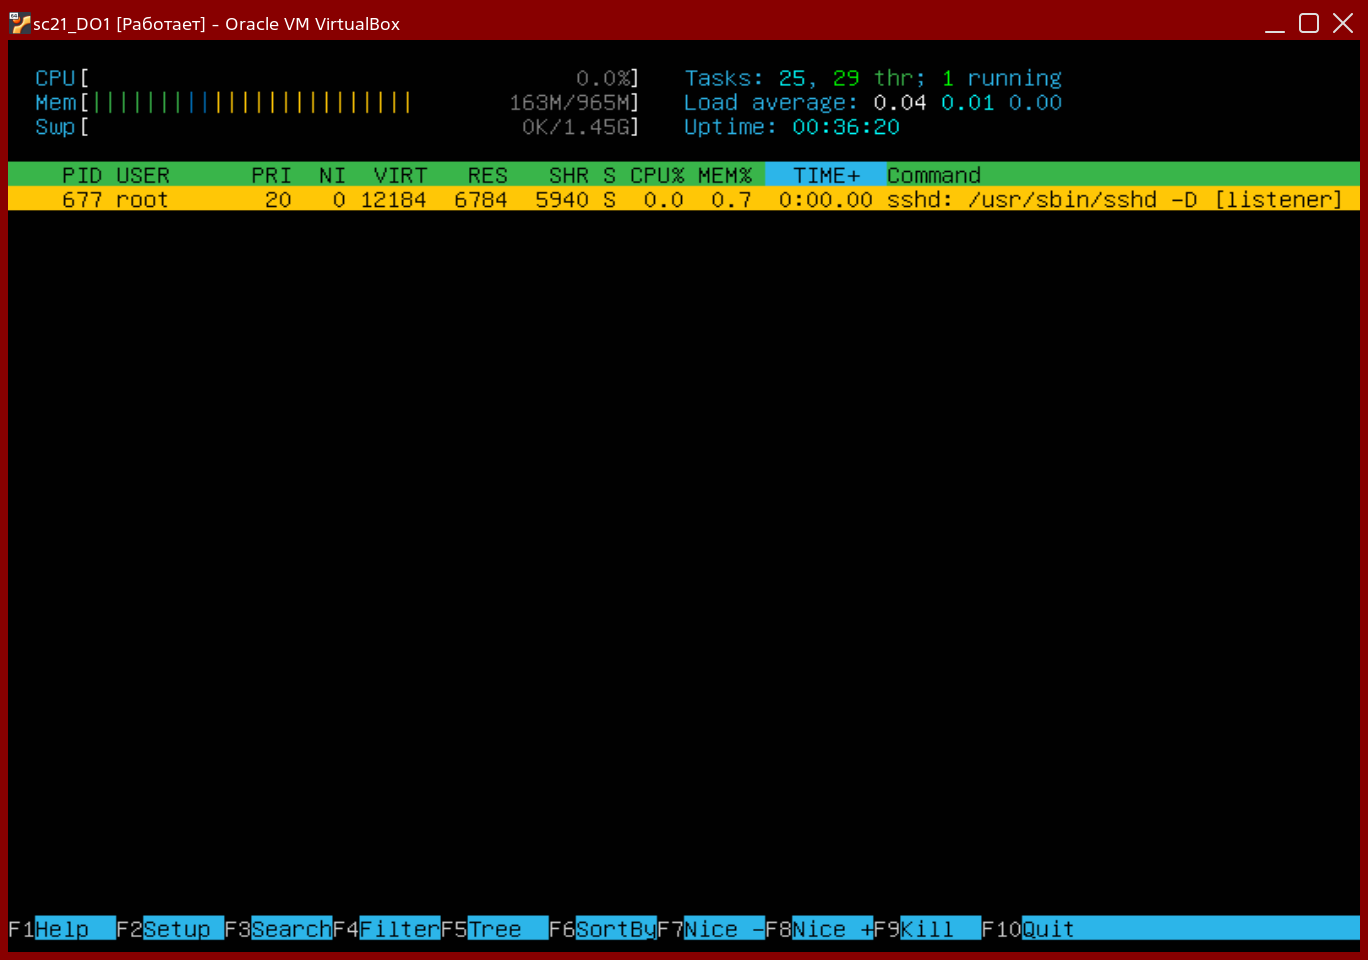 sc21_DO1 [Работает] - Oracle VM VirtualBox
CPU[ 0.0%] Tasks: 25, 29 thr; 1 running
Mem[|||||||||||||||||||||||| 163M/965M] Load average: 0.04 0.01 0.00
Swp[ 0K/1.45G] Uptime: 00:36:20
PID USER PRI NI VIRT RES SHR S CPU% MEM% TIME+ Command
677 root 20 0 12184 6784 5940 S 0.0 0.7 0:00.00 sshd: /usr/sbin/sshd -D [listener]
F1Help F2Setup F3SearchF4FilterF5Tree F6SortByF7Nice -F8Nice +F9Kill F10Quit